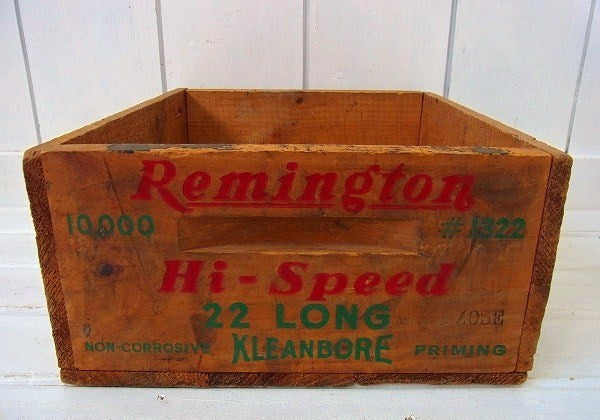 Remington
10,000 #1322
Hi-Speed
22 LONG
NON-CORROSIVE KLEANBORE PRIMING